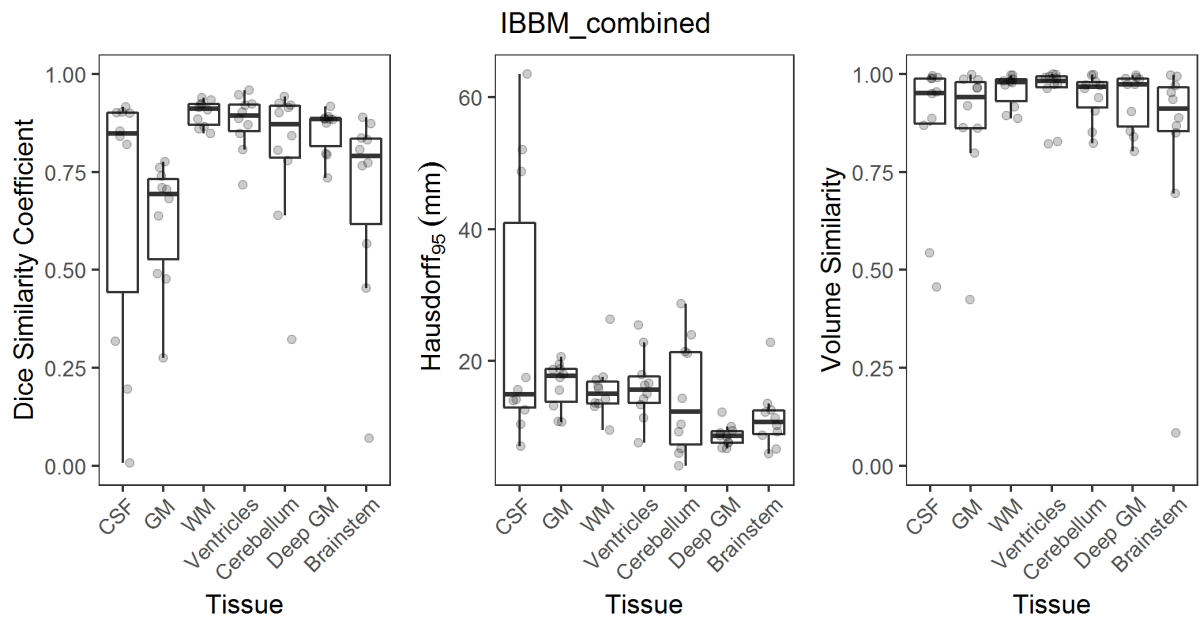 IBBM_combined
Dice Similarity Coefficient
1.00
0.75
0.50
0.25
0.00
CSF
GM
WM
Ventricles
Cerebellum
Deep GM
Brainstem
Tissue
Hausdorff95 (mm)
60
40
20
CSF
GM
WM
Ventricles
Cerebellum
Deep GM
Brainstem
Tissue
Volume Similarity
1.00
0.75
0.50
0.25
0.00
CSF
GM
WM
Ventricles
Cerebellum
Deep GM
Brainstem
Tissue